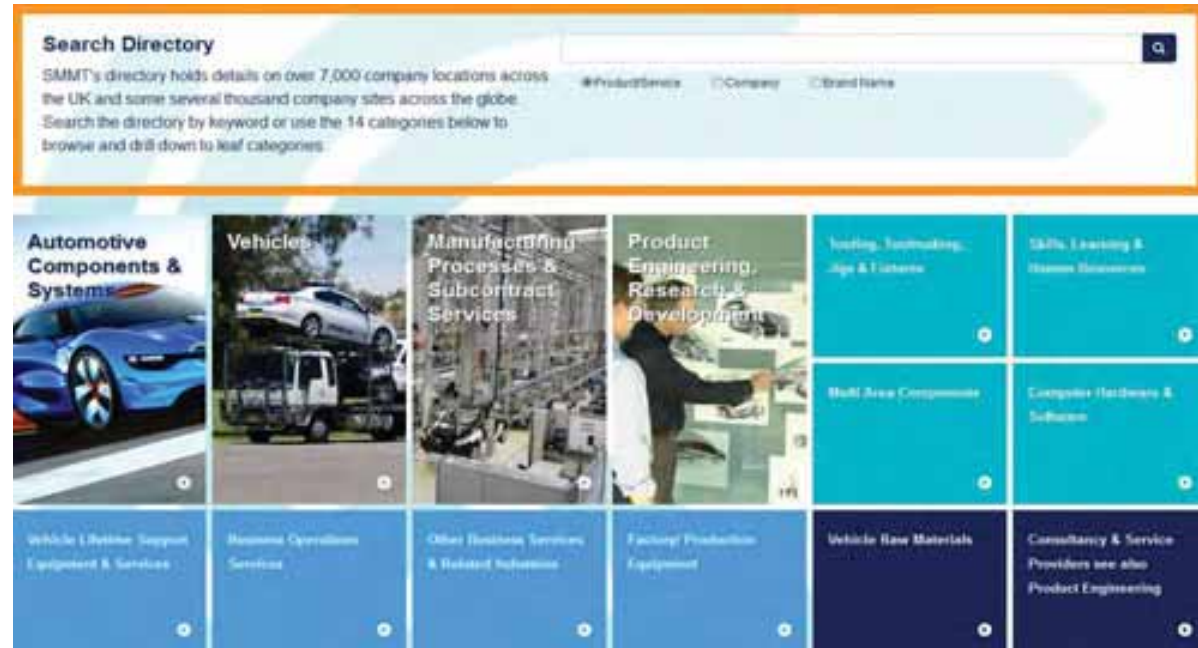 Search Directory
SMMT's directory holds details on over 7,000 company locations across
the UK and some several thousand company sites across the globe.
Search the directory by keyword or use the 14 categories below to
browse and drill down to leaf categories.
Product/Service Company Brand Name
Automotive
Components &
Systems
Vehicles
Manufacturing
Processes &
Subcontract
Services
Product
Engineering,
Research &
Development
Tooling, Toolmaking,
Jigs & Fixtures
Skills, Learning &
Human Resources
Multi Area Components
Computer Hardware &
Software
Vehicle Lifetime Support
Equipment & Services
Business Operations
Services
Other Business Services
& Related Industries
Factory/ Production
Equipment
Vehicle Raw Materials
Consultancy & Service
Providers see also
Product Engineering